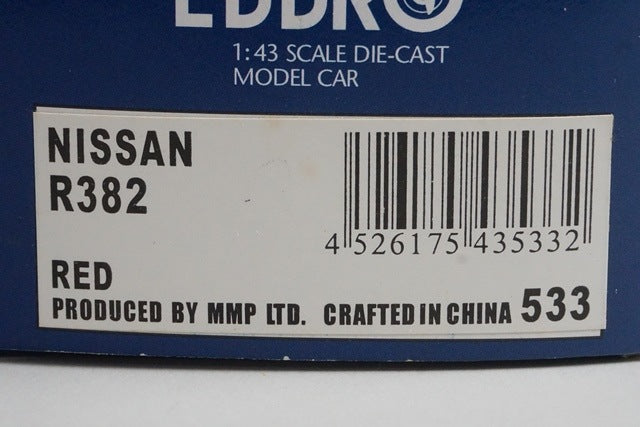 EBBRO
1:43 SCALE DIE-CAST
MODEL CAR
NISSAN
R382
4 526175 435332
RED
PRODUCED BY MMP LTD. CRAFTED IN CHINA 533